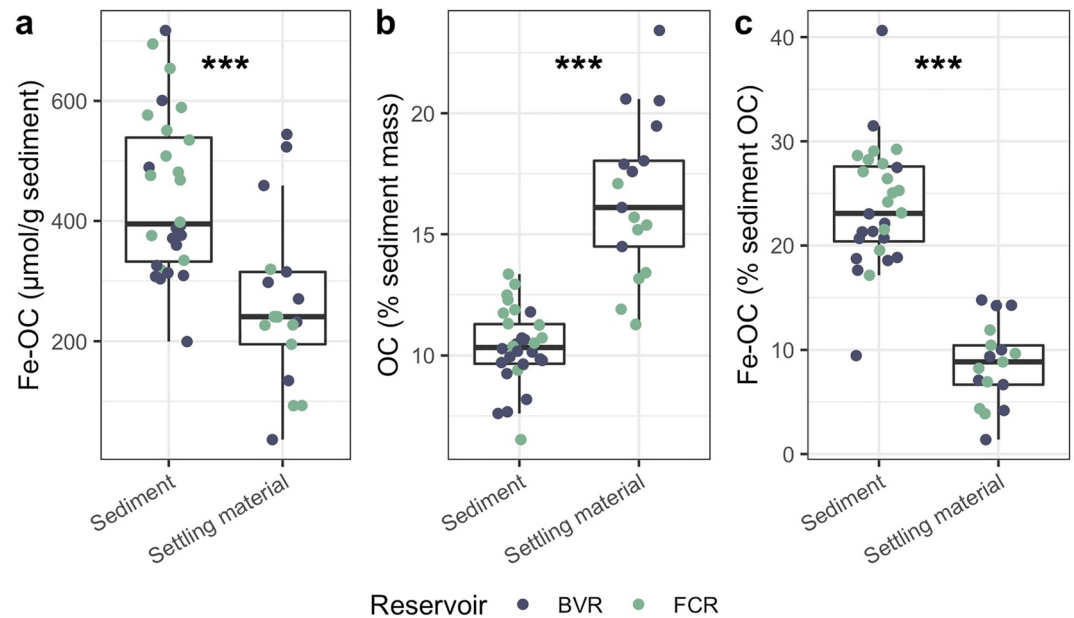 a
Fe-OC (µmol/g sediment)
600
400
200
***
Sediment
Settling material
b
OC (% sediment mass)
20
15
10
***
Sediment
Settling material
c
Fe-OC (% sediment OC)
40
30
20
10
0
***
Sediment
Settling material
Reservoir BVR FCR